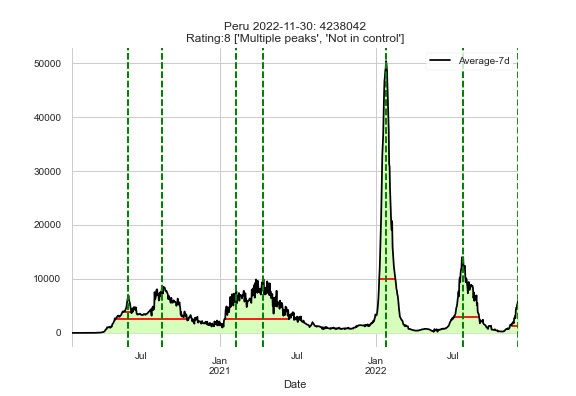 Peru 2022-11-30: 4238042
Rating:8 ['Multiple peaks', 'Not in control']
Average-7d
50000
40000
30000
20000
10000
0
Jul
Jan
2021
Jul
Jan
2022
Jul
Date